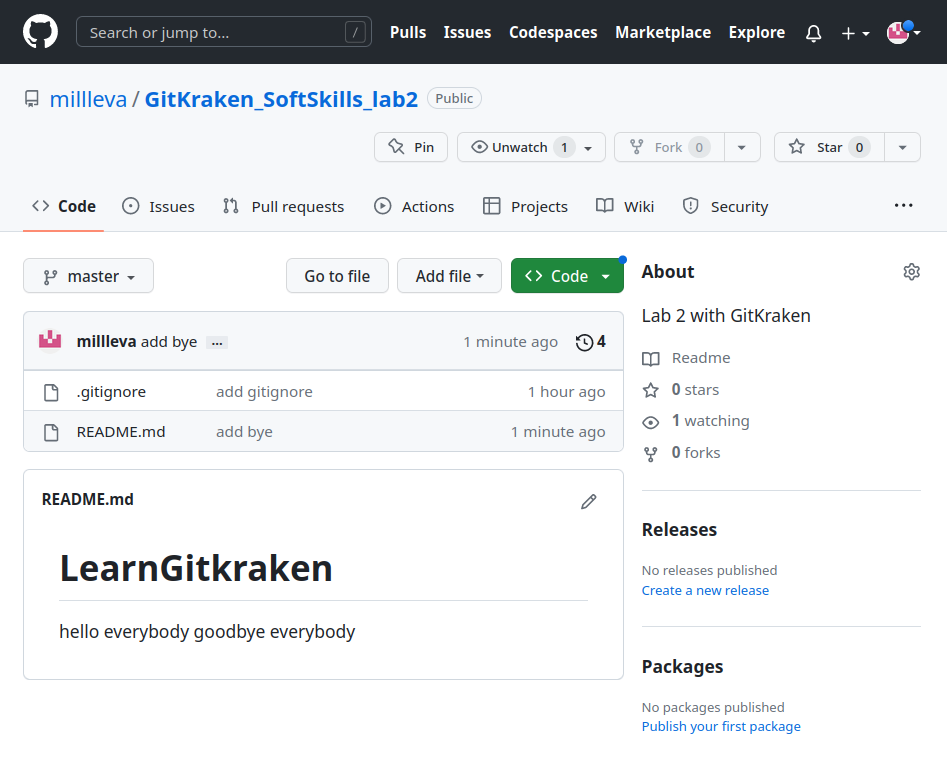 Search or jump to... /
Pulls Issues Codespaces Marketplace Explore
millleva / GitKraken_SoftSkills_lab2 Public
Pin Unwatch 1 Fork 0 Star 0
Code Issues Pull requests Actions Projects Wiki Security ...
master Go to file Add file Code
millleva add bye ... 1 minute ago 4
.gitignore add gitignore 1 hour ago
README.md add bye 1 minute ago
README.md
LearnGitkraken
hello everybody goodbye everybody
About
Lab 2 with GitKraken
Readme
0 stars
1 watching
0 forks
Releases
No releases published
Create a new release
Packages
No packages published
Publish your first package